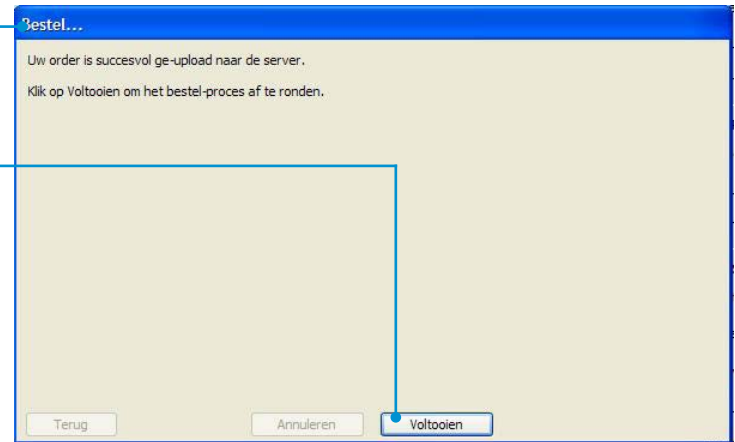 Bestel...
Uw order is succesvol ge-upload naar de server.
Klik op Voltooien om het bestel-proces af te ronden.
Terug
Annuleren
Voltooien